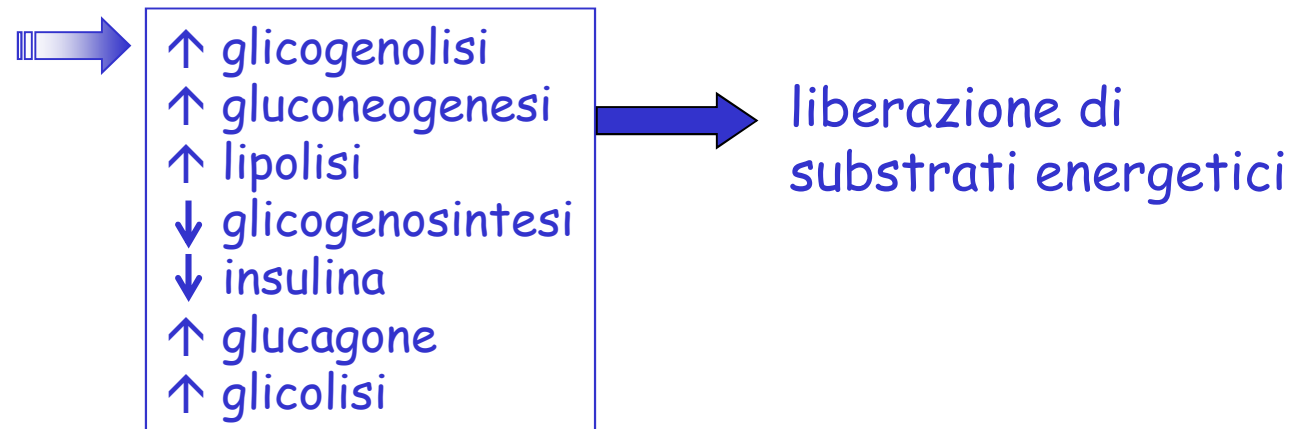 ↑ glicogenolisi
↑ gluconeogenesi
↑ lipolisi
↓ glicogenosintesi
↓ insulina
↑ glucagone
↑ glicolisi
liberazione di
substrati energetici